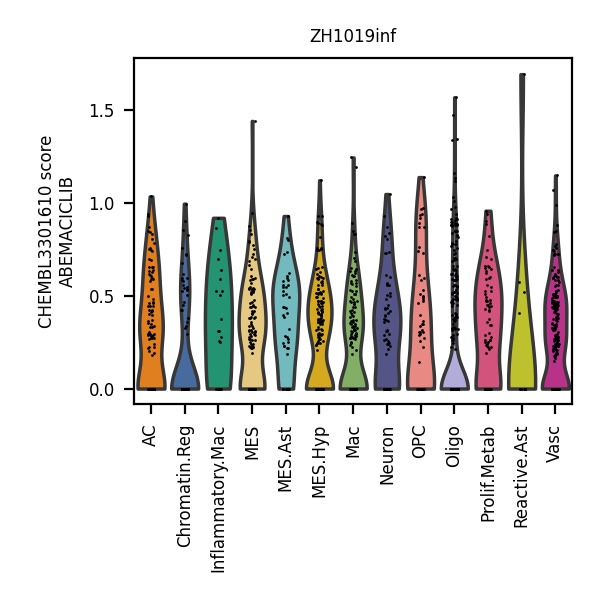 ZH1019inf
CHEMBL3301610 score
ABEMACICLIB
1.5
1.0
0.5
0.0
AC
Chromatin.Reg
Inflammatory.Mac
MES
MES.Ast
MES.Hyp
Mac
Neuron
OPC
Oligo
Prolif.Metab
Reactive.Ast
Vasc